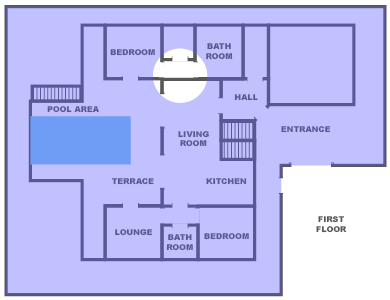 BEDROOM
BATH
ROOM
HALL
POOL AREA
ENTRANCE
LIVING
ROOM
TERRACE
KITCHEN
LOUNGE
BATH
ROOM
BEDROOM
FIRST
FLOOR